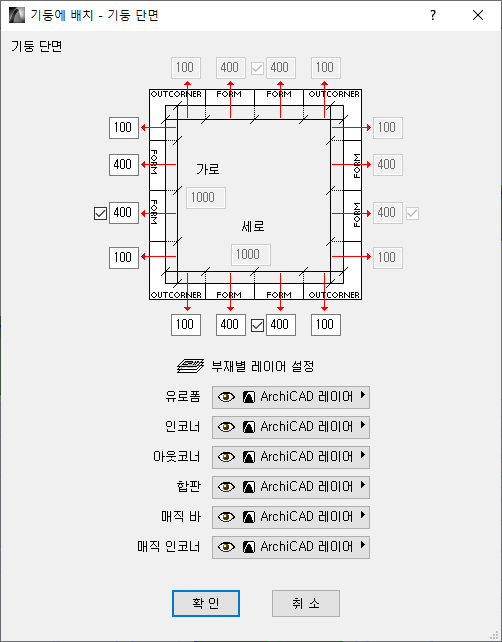 기둥에 배치 - 기둥 단면
기둥 단면
100 400 400 100
OUTCORNER FORM FORM OUTCORNER
100 100
400 FORM FORM 400
가로
1000
400 FORM FORM 400
세로
1000
100 100
OUTCORNER FORM FORM OUTCORNER
100 400 400 100
부재별 레이어 설정
유로폼 ArchiCAD 레이어
인코너 ArchiCAD 레이어
아웃코너 ArchiCAD 레이어
합판 ArchiCAD 레이어
매직 바 ArchiCAD 레이어
매직 인코너 ArchiCAD 레이어
확 인 취 소